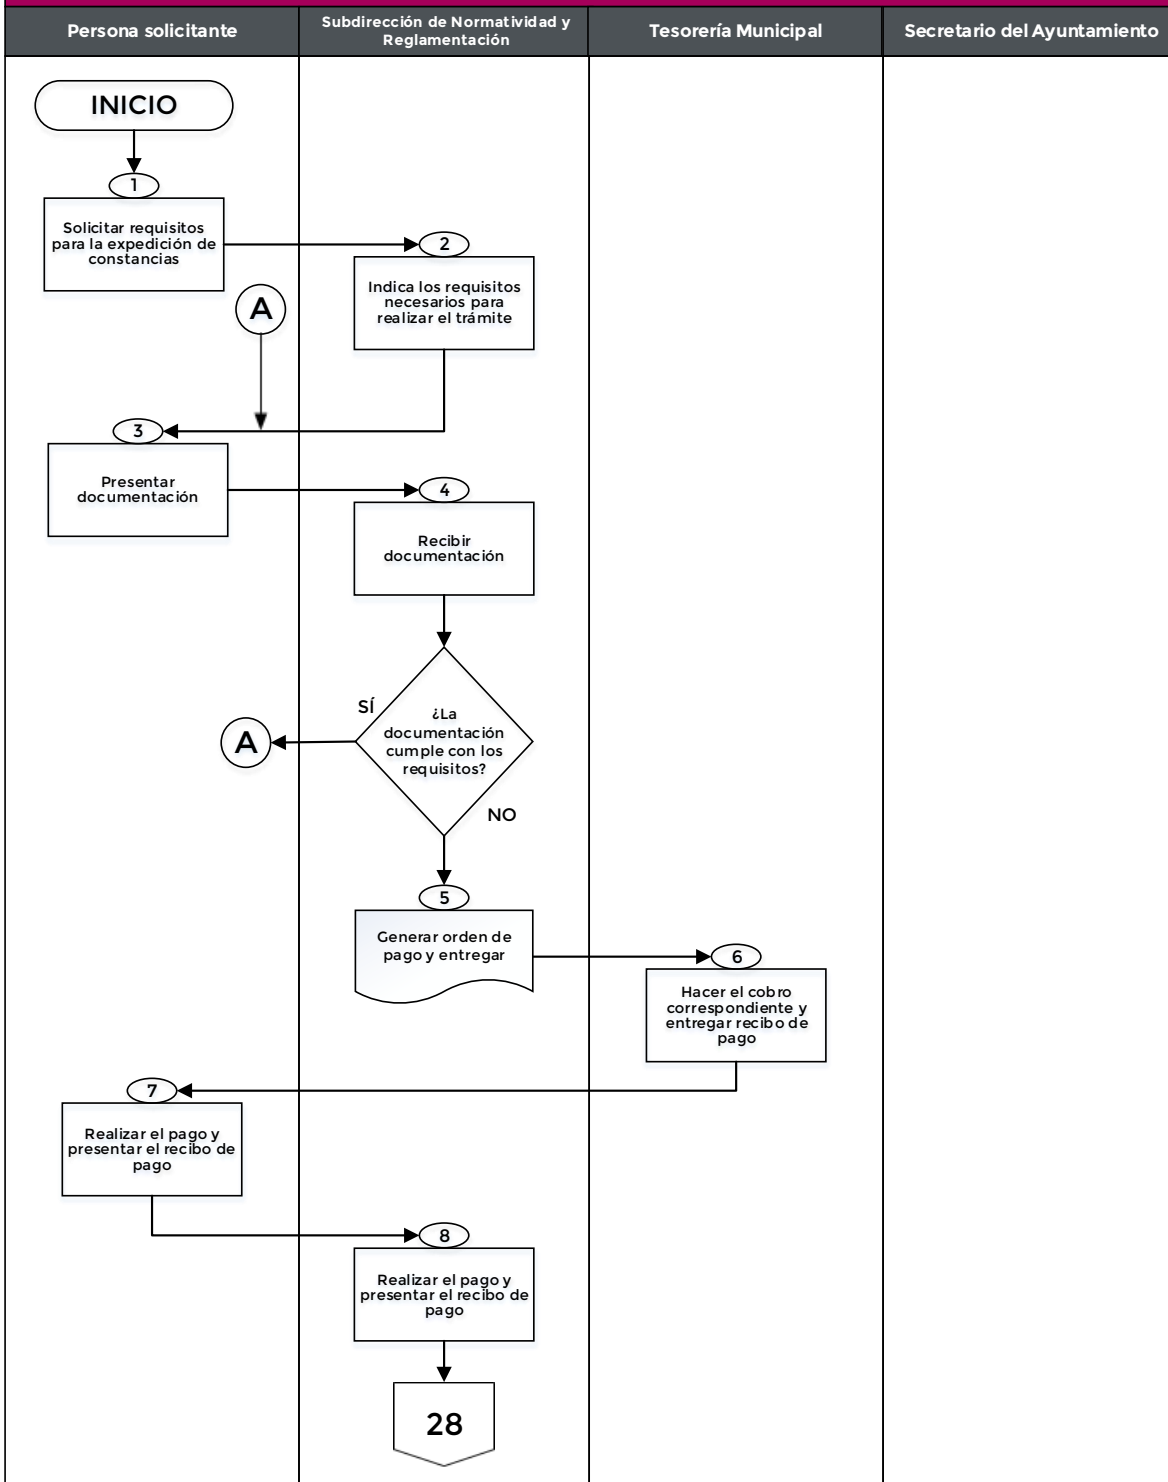 Persona solicitante
Subdirección de Normatividad y
Reglamentación
Tesorería Municipal
Secretario del Ayuntamiento
INICIO
1
Solicitar requisitos
para la expedición de
constancias
2
Indica los requisitos
necesarios para
realizar el trámite
A
3
Presentar
documentación
4
Recibir
documentación
SÍ
¿La
documentación
cumple con los
requisitos?
A
NO
5
Generar orden de
pago y entregar
6
Hacer el cobro
correspondiente y
entregar recibo de
pago
7
Realizar el pago y
presentar el recibo de
pago
8
Realizar el pago y
presentar el recibo de
pago
28